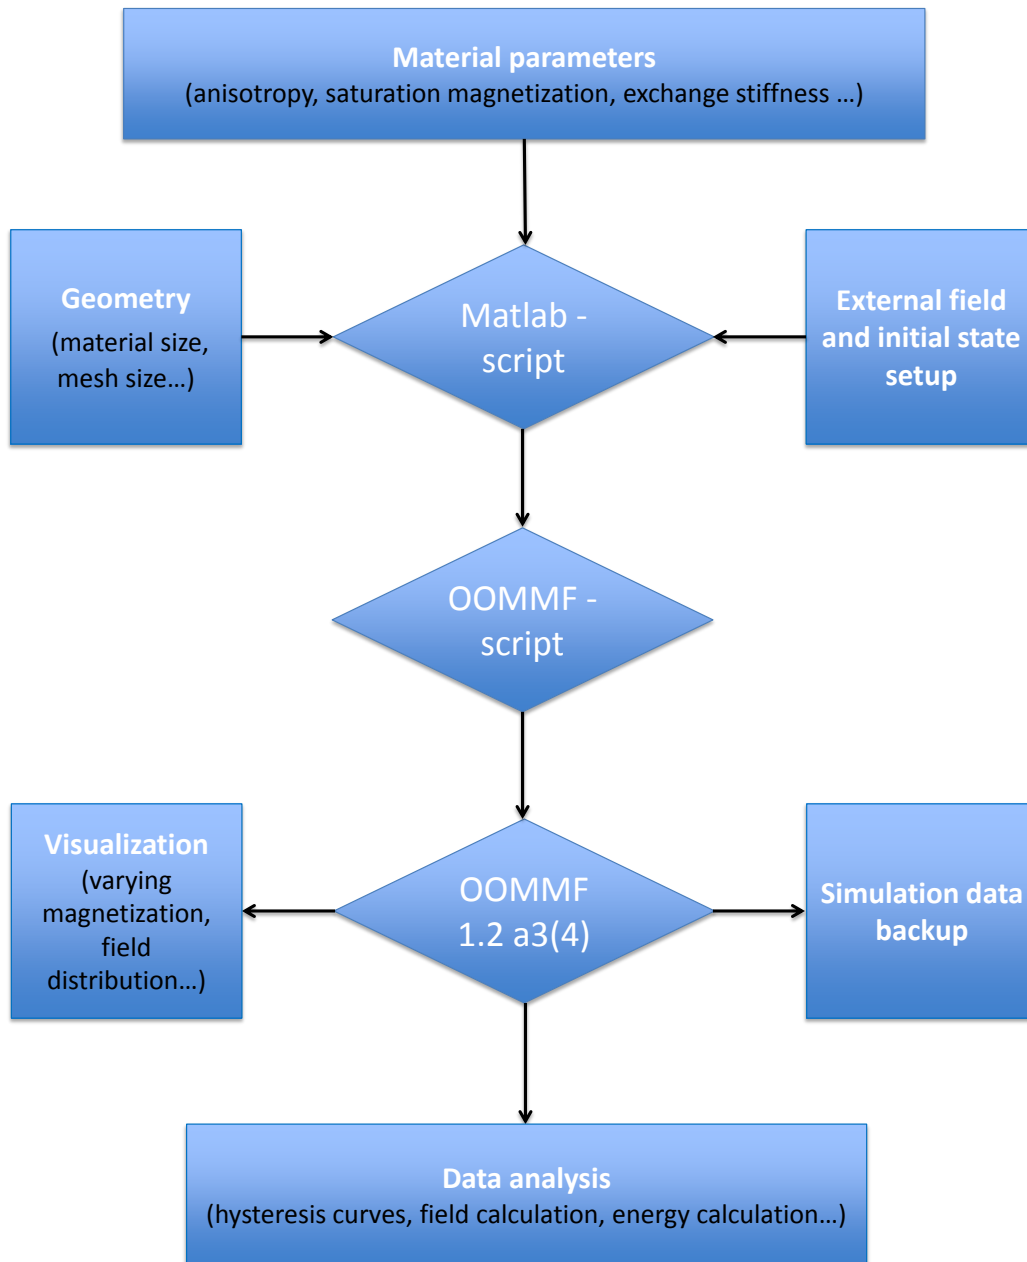 Material parameters
(anisotropy, saturation magnetization, exchange stiffness …)
Geometry
(material size,
mesh size…)
Matlab -
script
External field
and initial state
setup
OOMMF -
script
Visualization
(varying
magnetization,
field
distribution…)
OOMMF
1.2 a3(4)
Simulation data
backup
Data analysis
(hysteresis curves, field calculation, energy calculation…)